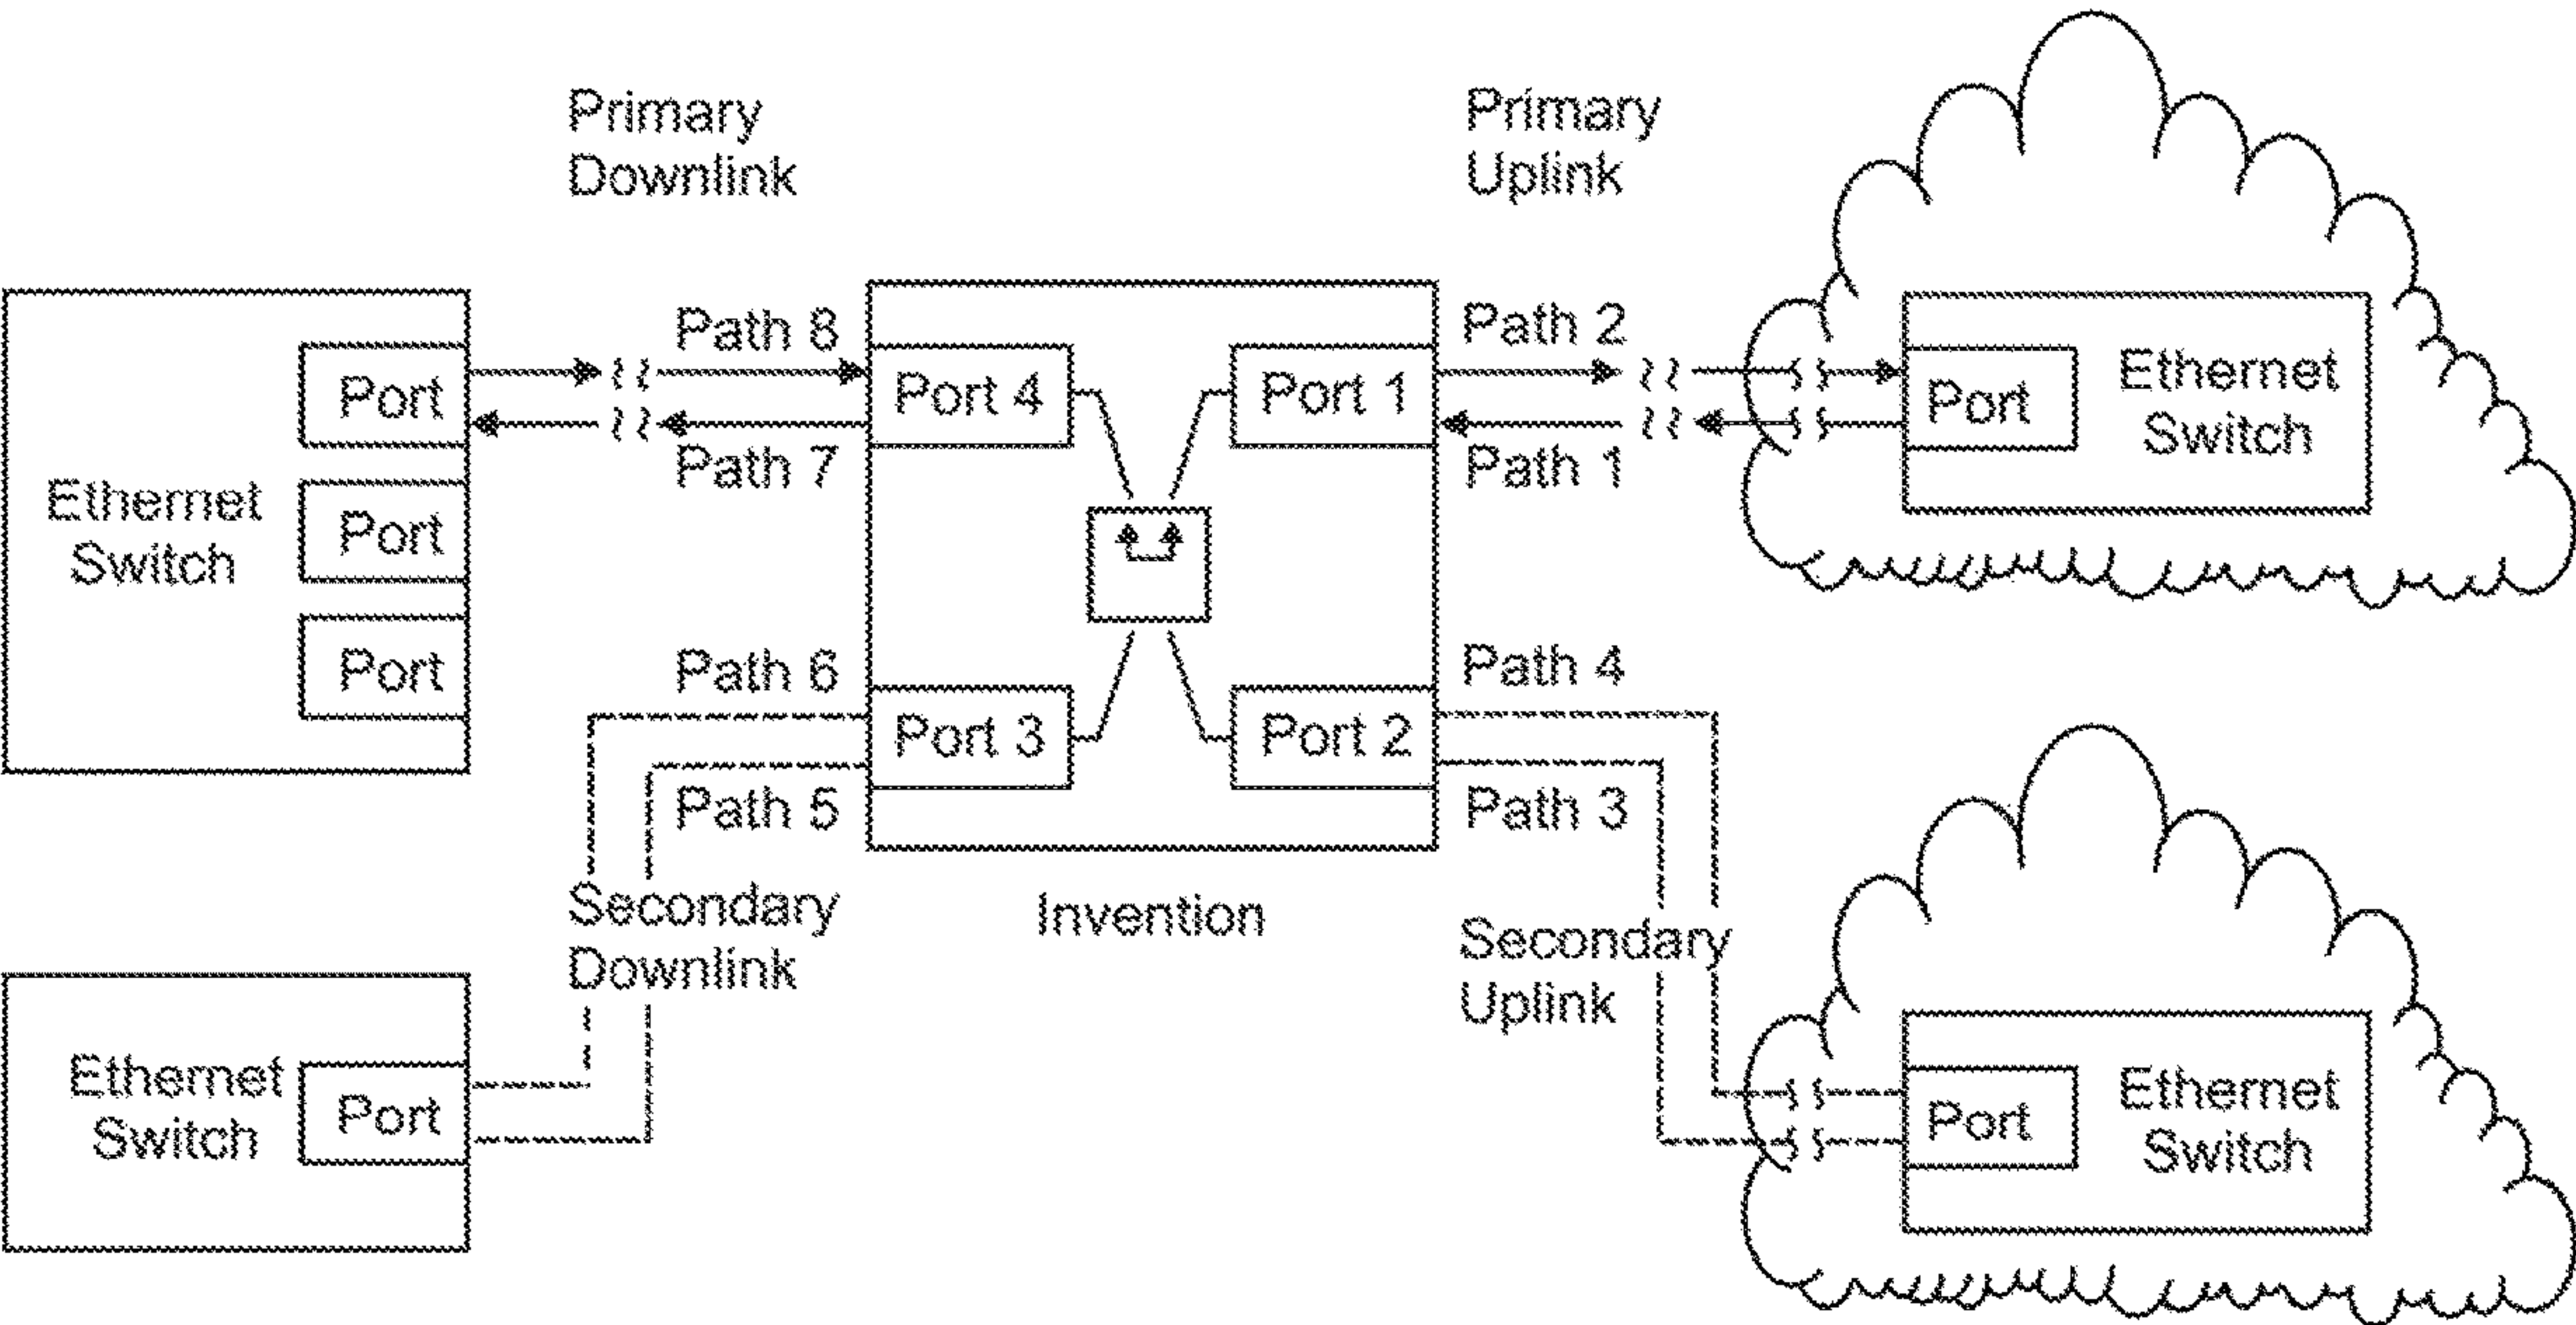 Primary
Downlink
Primary
Uplink
Path 8
Path 2
Port
Port 4
Port 1
Port
Ethernet
Switch
Path 7
Path 1
Ethernet
Switch
Port
Port
Path 6
Path 4
Port 3
Port 2
Path 5
Path 3
Secondary
Downlink
Invention
Secondary
Uplink
Ethernet
Switch
Port
Port
Ethernet
Switch